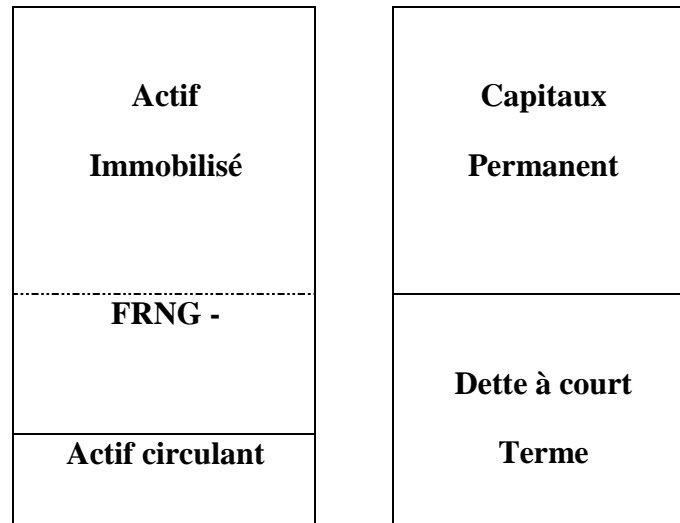 Actif
Immobilisé
FRNG -
Actif circulant
Capitaux
Permanent
Dette à court
Terme